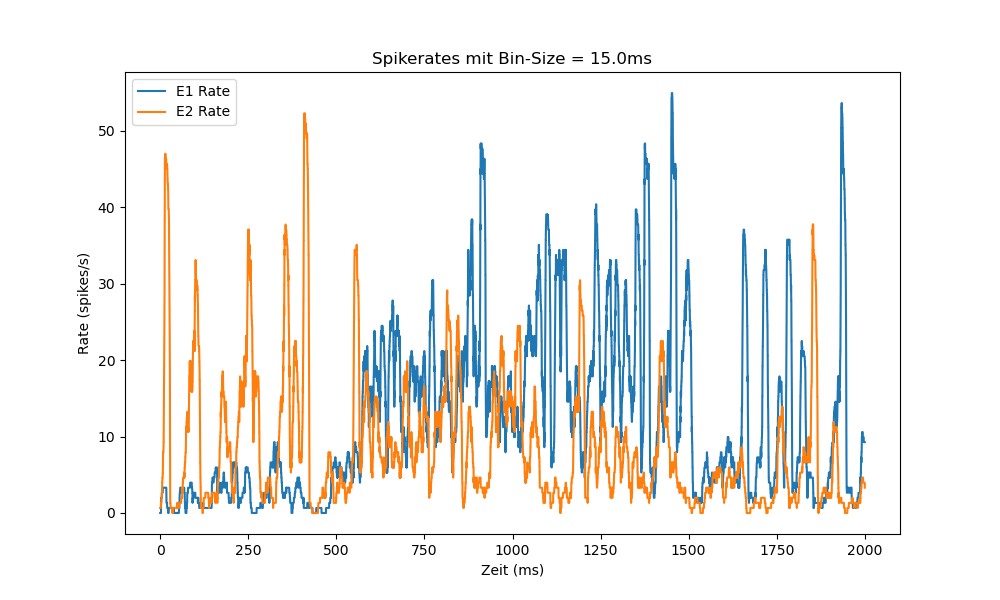 Spikerates mit Bin-Size = 15.0ms
E1 Rate
E2 Rate
Rate (spikes/s)
50
40
30
20
10
0
0 250 500 750 1000 1250 1500 1750 2000
Zeit (ms)